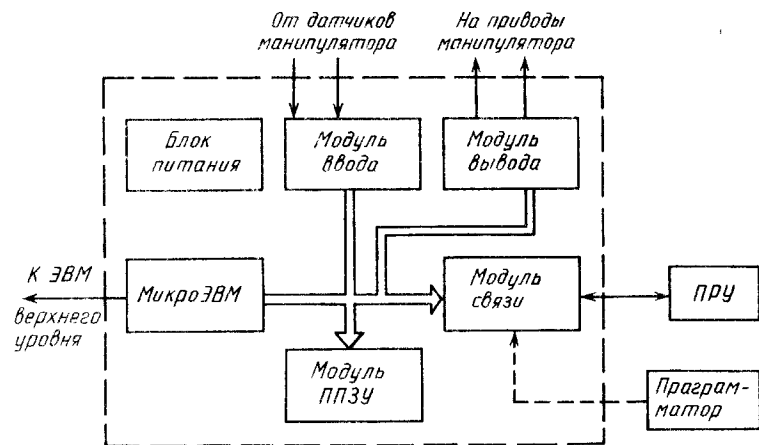 От датчиков
манипулятора
На приводы
манипулятора
Блок
питания
Модуль
ввода
Модуль
вывода
К ЭВМ
верхнего
уровня
МикроЭВМ
Модуль
связи
ПРУ
Модуль
ППЗУ
Праграм-
матор